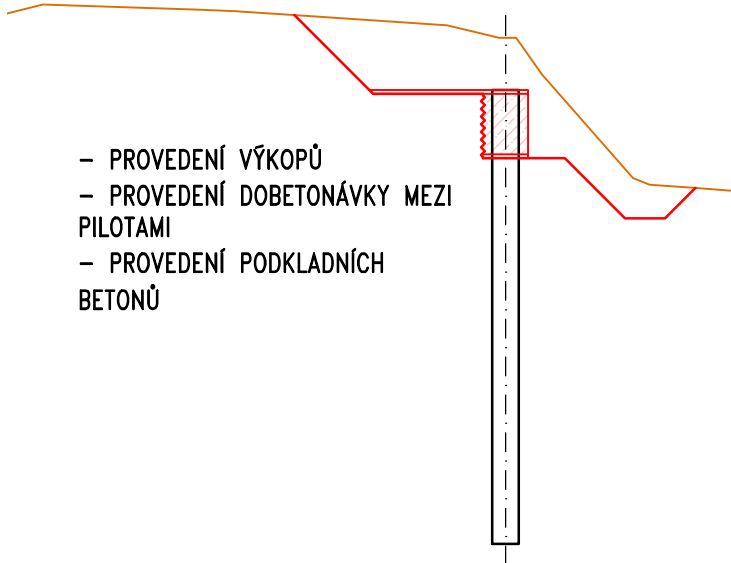 – PROVEDENÍ VÝKOPŮ
– PROVEDENÍ DOBETONÁVKY MEZI
PILOTAMI
– PROVEDENÍ PODKLADNÍCH
BETONŮ